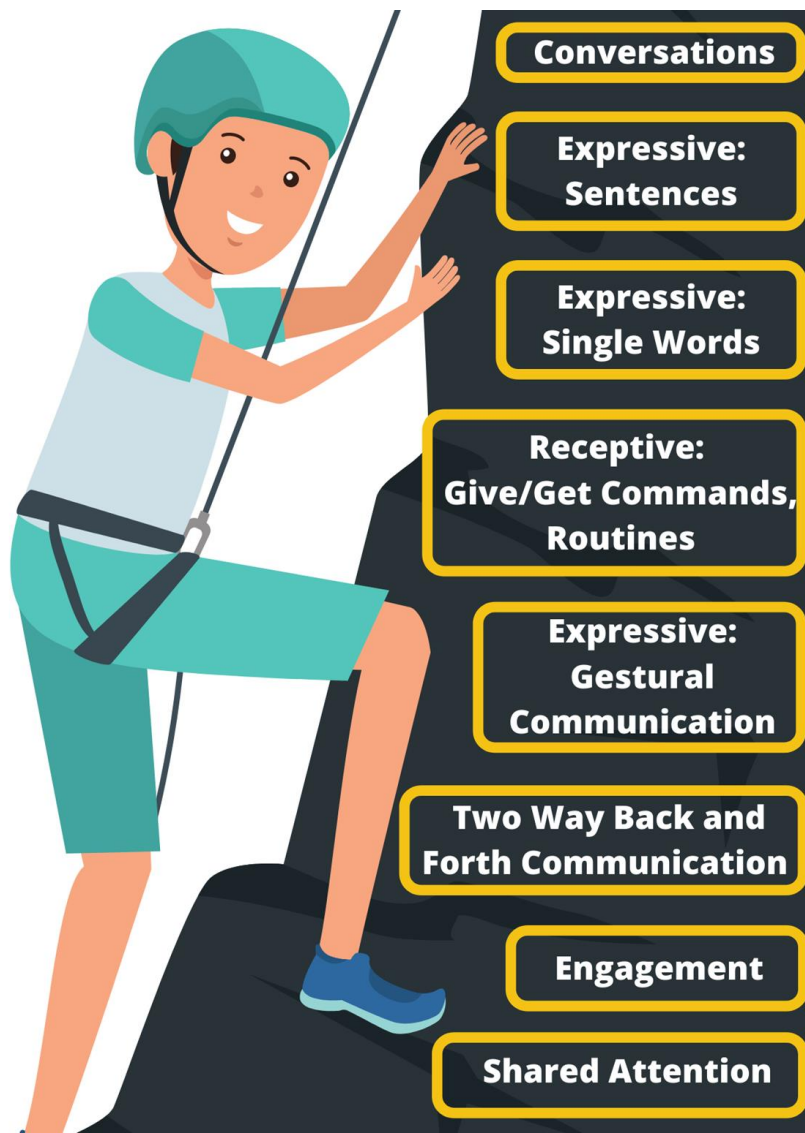 Conversations
Expressive:
Sentences
Expressive:
Single Words
Receptive:
Give/Get Commands,
Routines
Expressive:
Gestural
Communication
Two Way Back and
Forth Communication
Engagement
Shared Attention